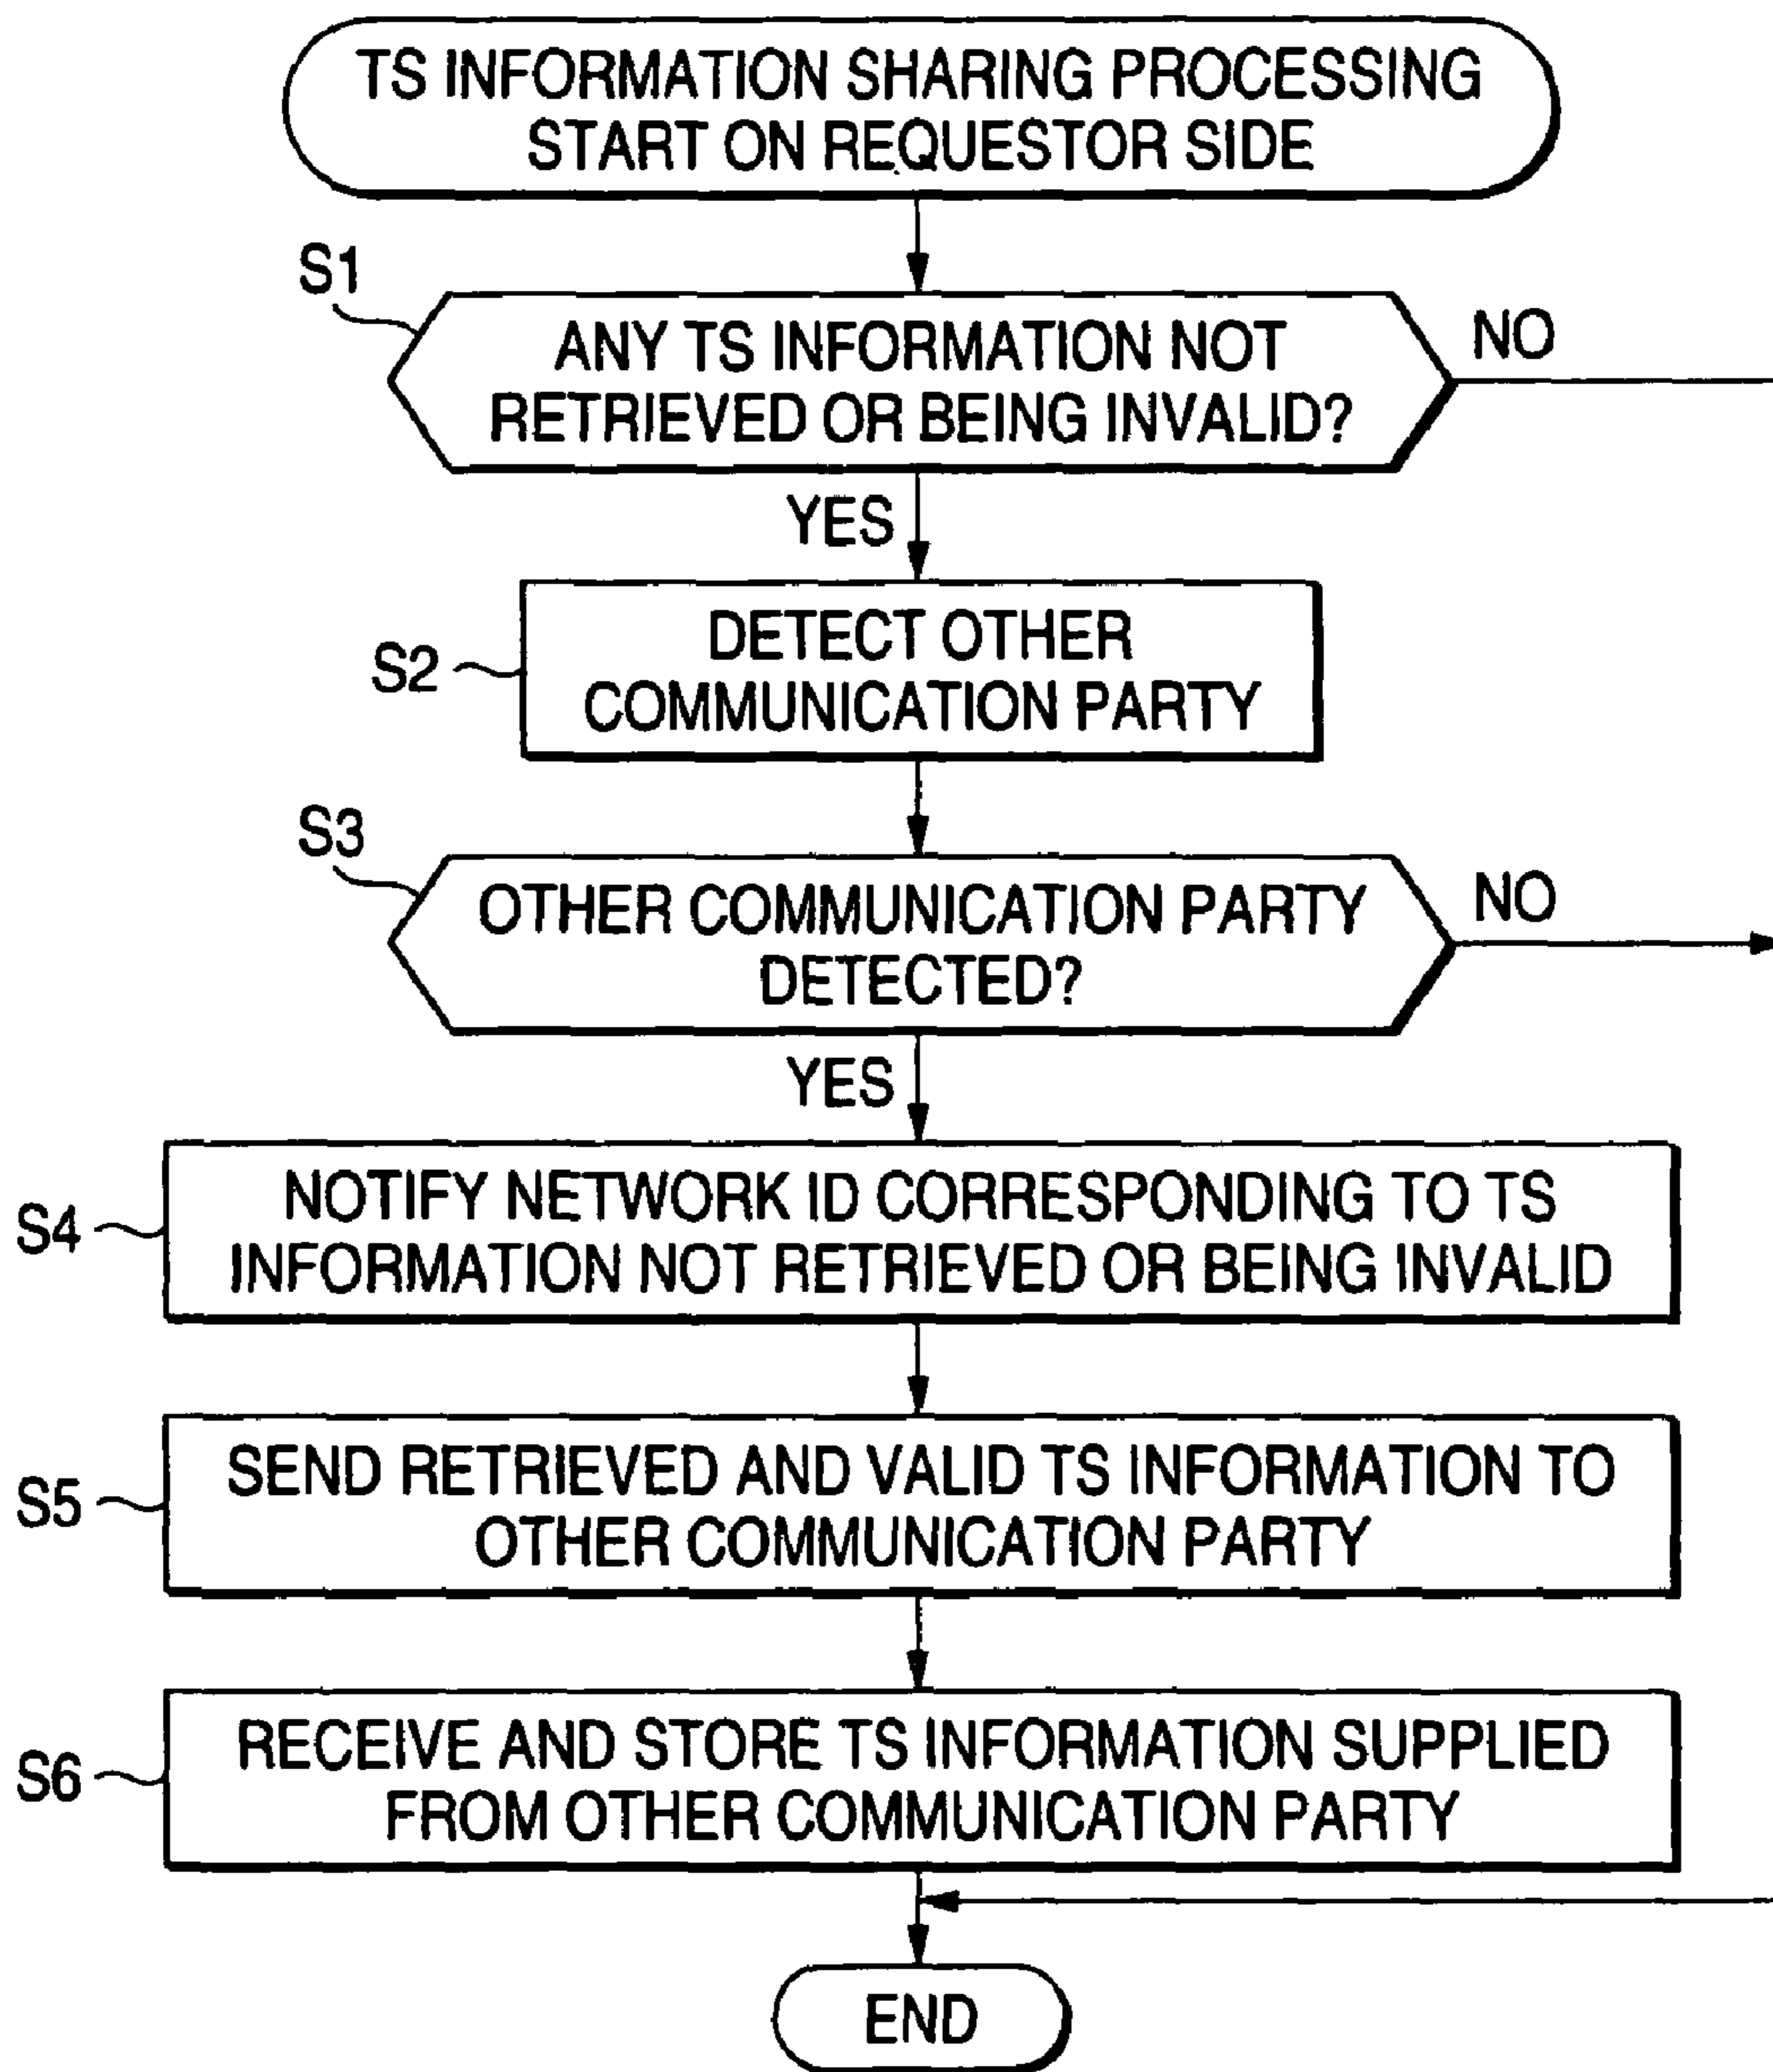 TS INFORMATION SHARING PROCESSING
START ON REQUESTOR SIDE
S1
ANY TS INFORMATION NOT
RETRIEVED OR BEING INVALID?
NO
YES
S2
DETECT OTHER
COMMUNICATION PARTY
S3
OTHER COMMUNICATION PARTY
DETECTED?
NO
YES
S4
NOTIFY NETWORK ID CORRESPONDING TO TS
INFORMATION NOT RETRIEVED OR BEING INVALID
S5
SEND RETRIEVED AND VALID TS INFORMATION TO
OTHER COMMUNICATION PARTY
S6
RECEIVE AND STORE TS INFORMATION SUPPLIED
FROM OTHER COMMUNICATION PARTY
END